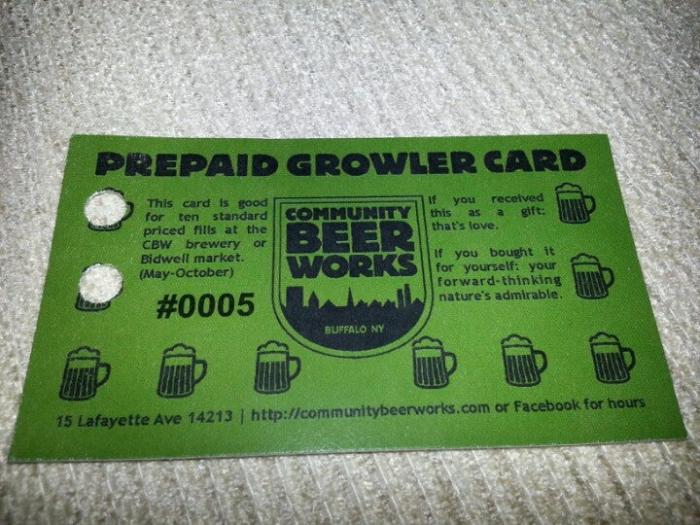 PREPAID GROWLER CARD
This card is good
for ten standard
priced fills at the
CBW brewery or
Bidwell market.
(May-October)
#0005
COMMUNITY
BEER
WORKS
BUFFALO NY
If you received
this as a gift:
that's love.
If you bought it
for yourself: your
forward-thinking
nature's admirable.
15 Lafayette Ave 14213 | http://communitybeerworks.com or Facebook for hours